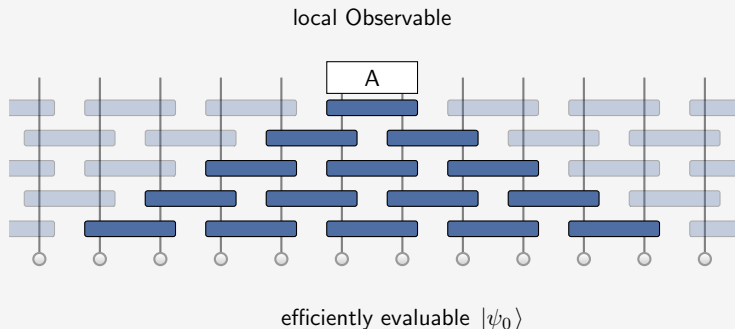 local Observable
A
efficiently evaluable |ψ₀⟩